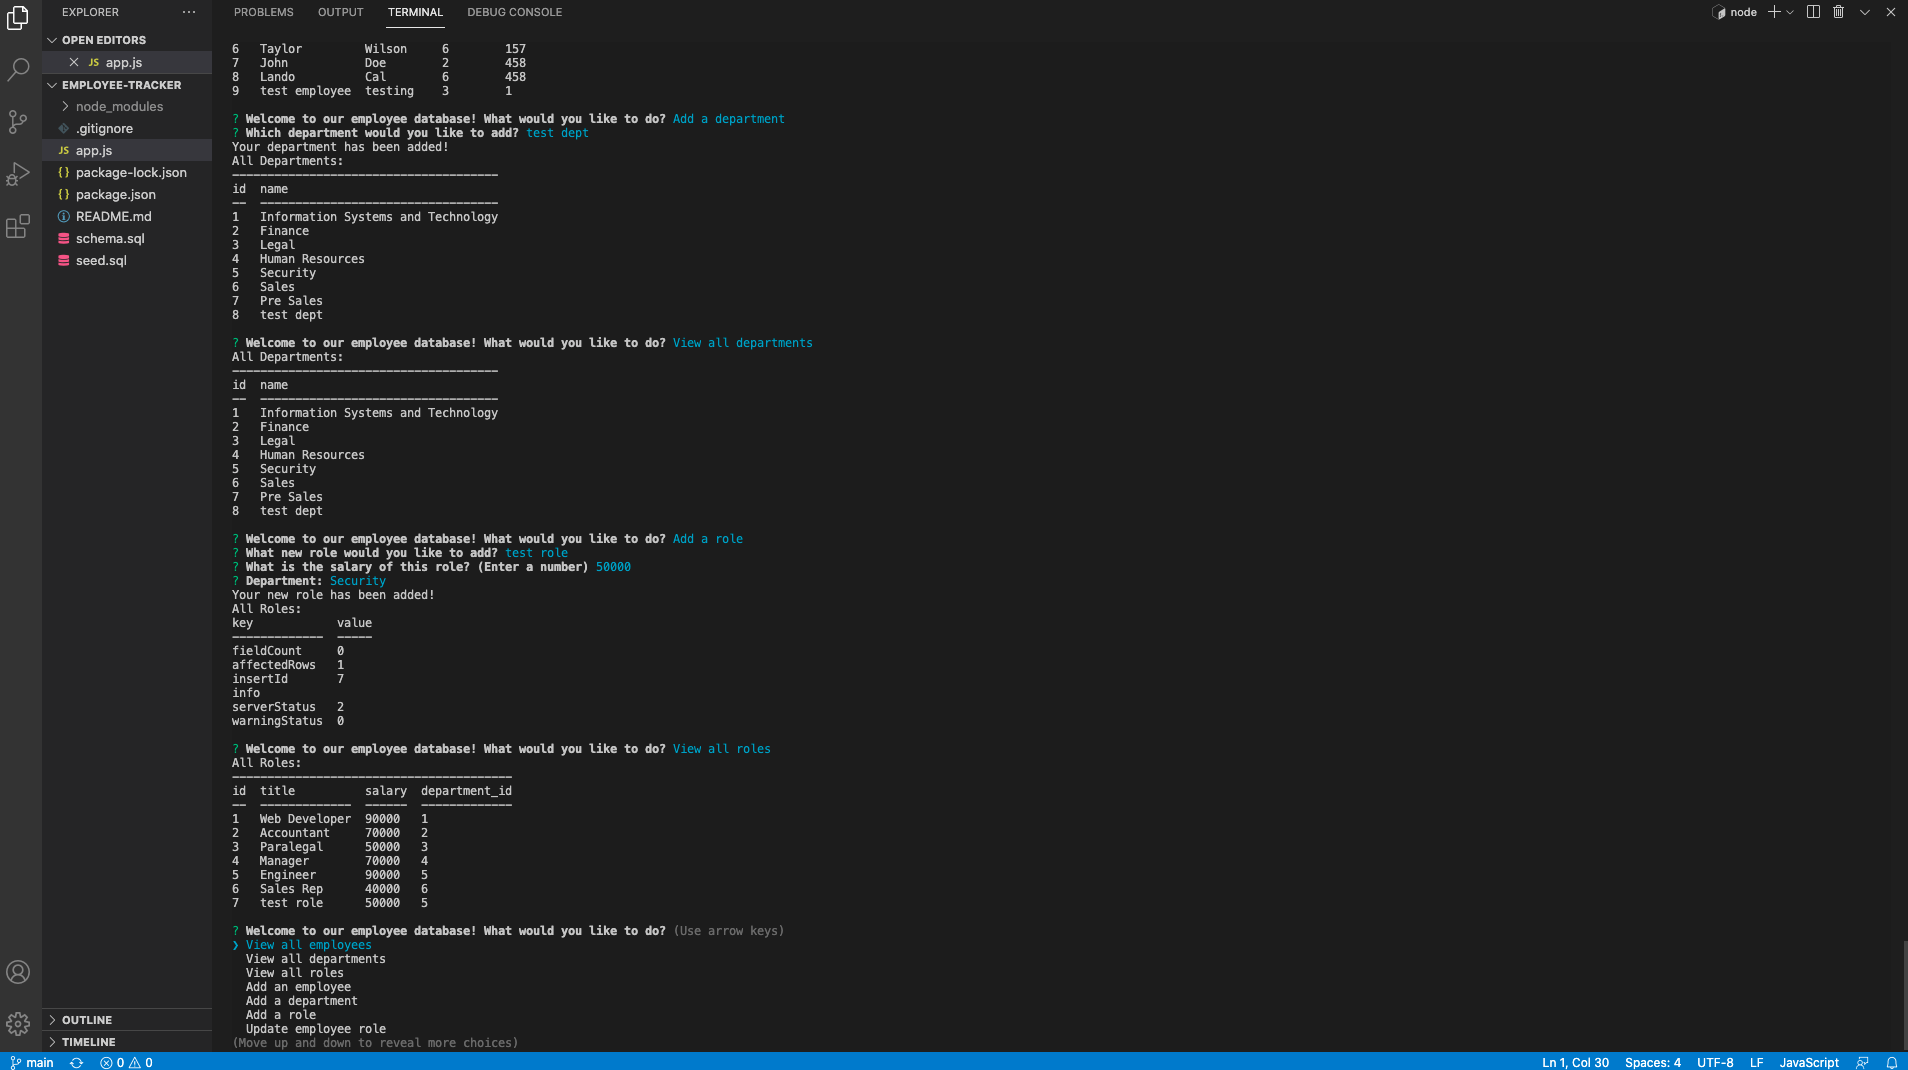 EXPLORER
PROBLEMS OUTPUT TERMINAL DEBUG CONSOLE
node
OPEN EDITORS
JS app.js
EMPLOYEE-TRACKER
node_modules
.gitignore
JS app.js
{} package-lock.json
{} package.json
README.md
schema.sql
seed.sql
OUTLINE
TIMELINE
6 Taylor Wilson 6 157
7 John Doe 2 458
8 Lando Cal 6 458
9 test employee testing 3 1
? Welcome to our employee database! What would you like to do? Add a department
? Which department would you like to add? test dept
Your department has been added!
All Departments:
id name
1 Information Systems and Technology
2 Finance
3 Legal
4 Human Resources
5 Security
6 Sales
7 Pre Sales
8 test dept
? Welcome to our employee database! What would you like to do? View all departments
All Departments:
id name
1 Information Systems and Technology
2 Finance
3 Legal
4 Human Resources
5 Security
6 Sales
7 Pre Sales
8 test dept
? Welcome to our employee database! What would you like to do? Add a role
? What new role would you like to add? test role
? What is the salary of this role? (Enter a number) 50000
? Department: Security
Your new role has been added!
All Roles:
key value
fieldCount 0
affectedRows 1
insertId 7
info
serverStatus 2
warningStatus 0
? Welcome to our employee database! What would you like to do? View all roles
All Roles:
id title salary department_id
1 Web Developer 90000 1
2 Accountant 70000 2
3 Paralegal 50000 3
4 Manager 70000 4
5 Engineer 90000 5
6 Sales Rep 40000 6
7 test role 50000 5
? Welcome to our employee database! What would you like to do? (Use arrow keys)
❯ View all employees
View all departments
View all roles
Add an employee
Add a department
Add a role
Update employee role
(Move up and down to reveal more choices)
main 0 0 Ln 1, Col 30 Spaces: 4 UTF-8 LF JavaScript